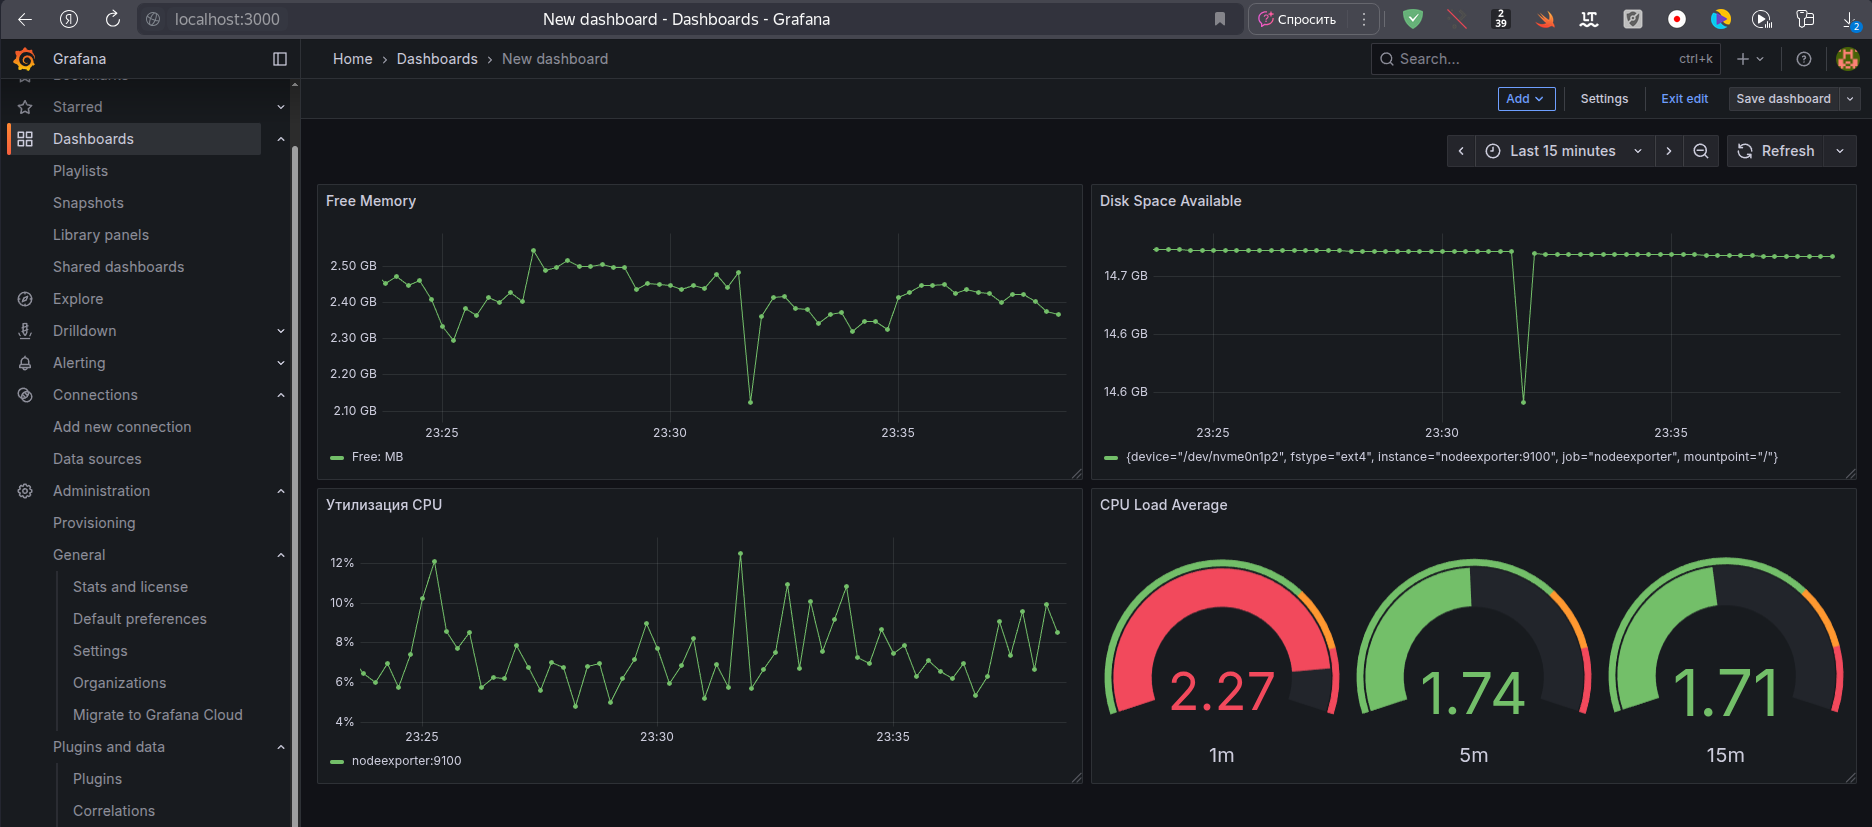 localhost:3000
New dashboard - Dashboards - Grafana
Спросить
2
39
LT
2
Grafana
Home › Dashboards › New dashboard
Search...
ctrl+k
Bookmarks
Starred
Add
Settings
Exit edit
Save dashboard
Dashboards
Playlists
Snapshots
Library panels
Shared dashboards
Explore
Drilldown
Alerting
Connections
Add new connection
Data sources
Administration
Provisioning
General
Stats and license
Default preferences
Settings
Organizations
Migrate to Grafana Cloud
Plugins and data
Plugins
Correlations
Last 15 minutes
Refresh
Free Memory
2.50 GB
2.40 GB
2.30 GB
2.20 GB
2.10 GB
23:25 23:30 23:35
Free: MB
Disk Space Available
14.7 GB
14.6 GB
14.6 GB
23:25 23:30 23:35
{device="/dev/nvme0n1p2", fstype="ext4", instance="nodeexporter:9100", job="nodeexporter", mountpoint="/"}
Утилизация CPU
12%
10%
8%
6%
4%
23:25 23:30 23:35
nodeexporter:9100
CPU Load Average
2.27 1.74 1.71
1m 5m 15m